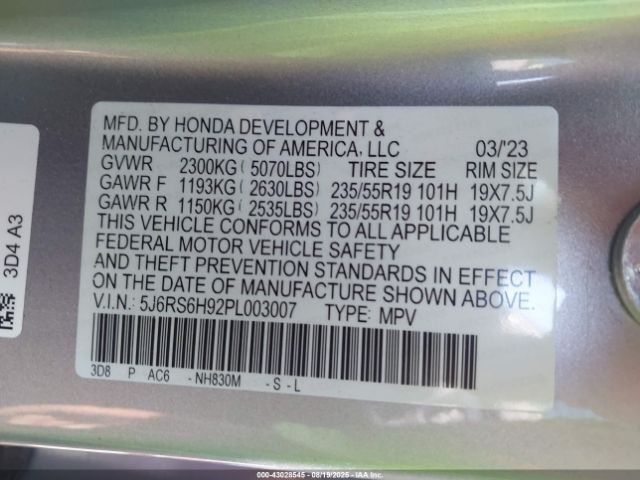 MFD. BY HONDA DEVELOPMENT &
MANUFACTURING OF AMERICA, LLC 03/'23
GVWR 2300KG ( 5070LBS) TIRE SIZE RIM SIZE
GAWR F 1193KG ( 2630LBS) 235/55R19 101H 19X7.5J
GAWR R 1150KG ( 2535LBS) 235/55R19 101H 19X7.5J
THIS VEHICLE CONFORMS TO ALL APPLICABLE
FEDERAL MOTOR VEHICLE SAFETY
AND THEFT PREVENTION STANDARDS IN EFFECT
ON THE DATE OF MANUFACTURE SHOWN ABOVE.
V.I.N.: 5J6RS6H92PL003007 TYPE: MPV
3D8 P AC6 -NH830M -S-L
3D4 A3
000-43028545 - 08/19/2025 - IAAI.COM